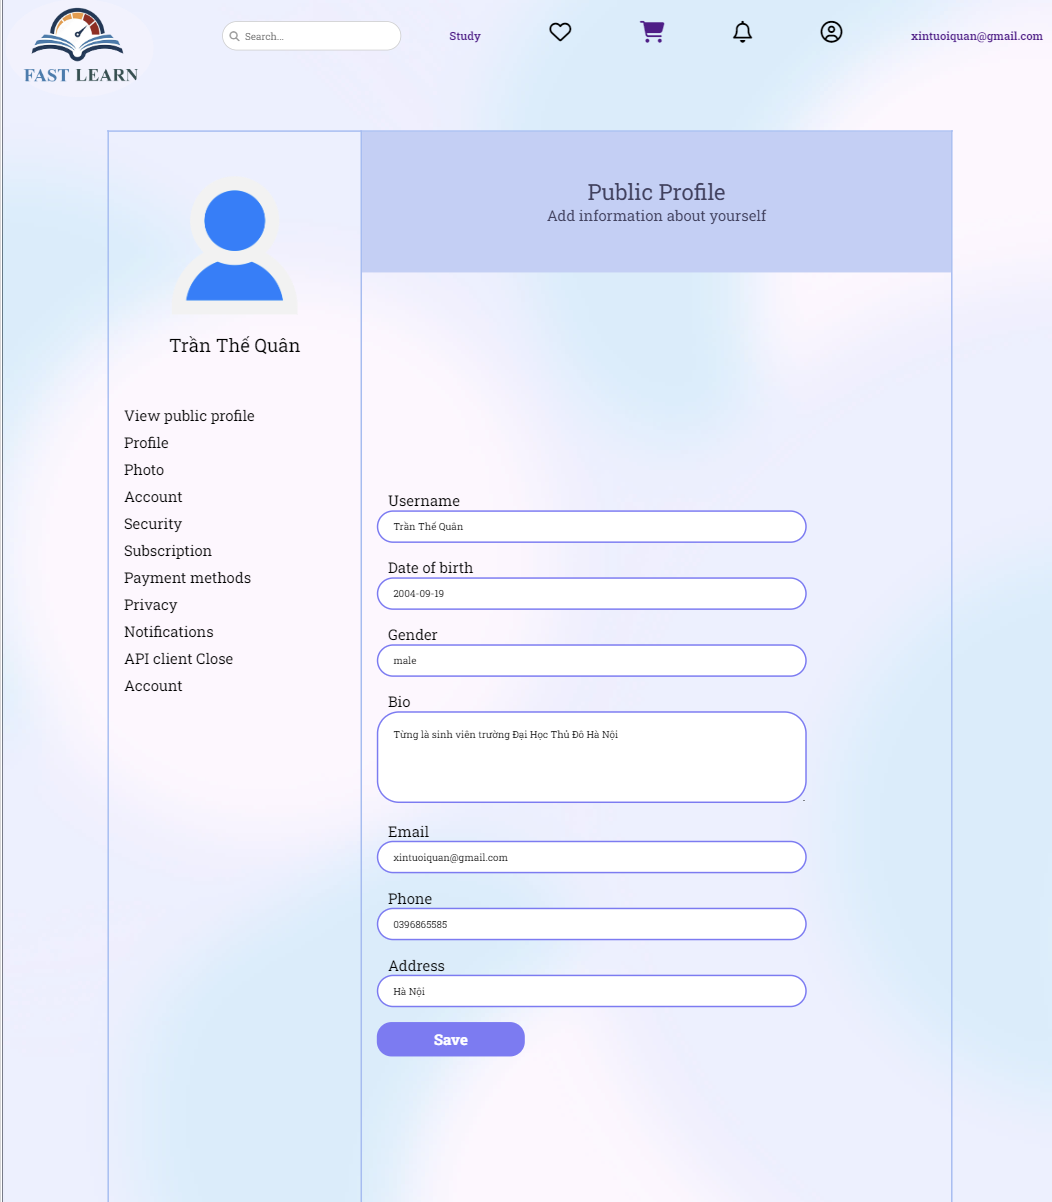 FAST LEARN
Search...
Study
xintuoiquan@gmail.com
Public Profile
Add information about yourself
Trần Thế Quân
View public profile
Profile
Photo
Account
Security
Subscription
Payment methods
Privacy
Notifications
API client Close
Account
Username
Trần Thế Quân
Date of birth
2004-09-19
Gender
male
Bio
Từng là sinh viên trường Đại Học Thủ Đô Hà Nội
Email
xintuoiquan@gmail.com
Phone
0396865585
Address
Hà Nội
Save